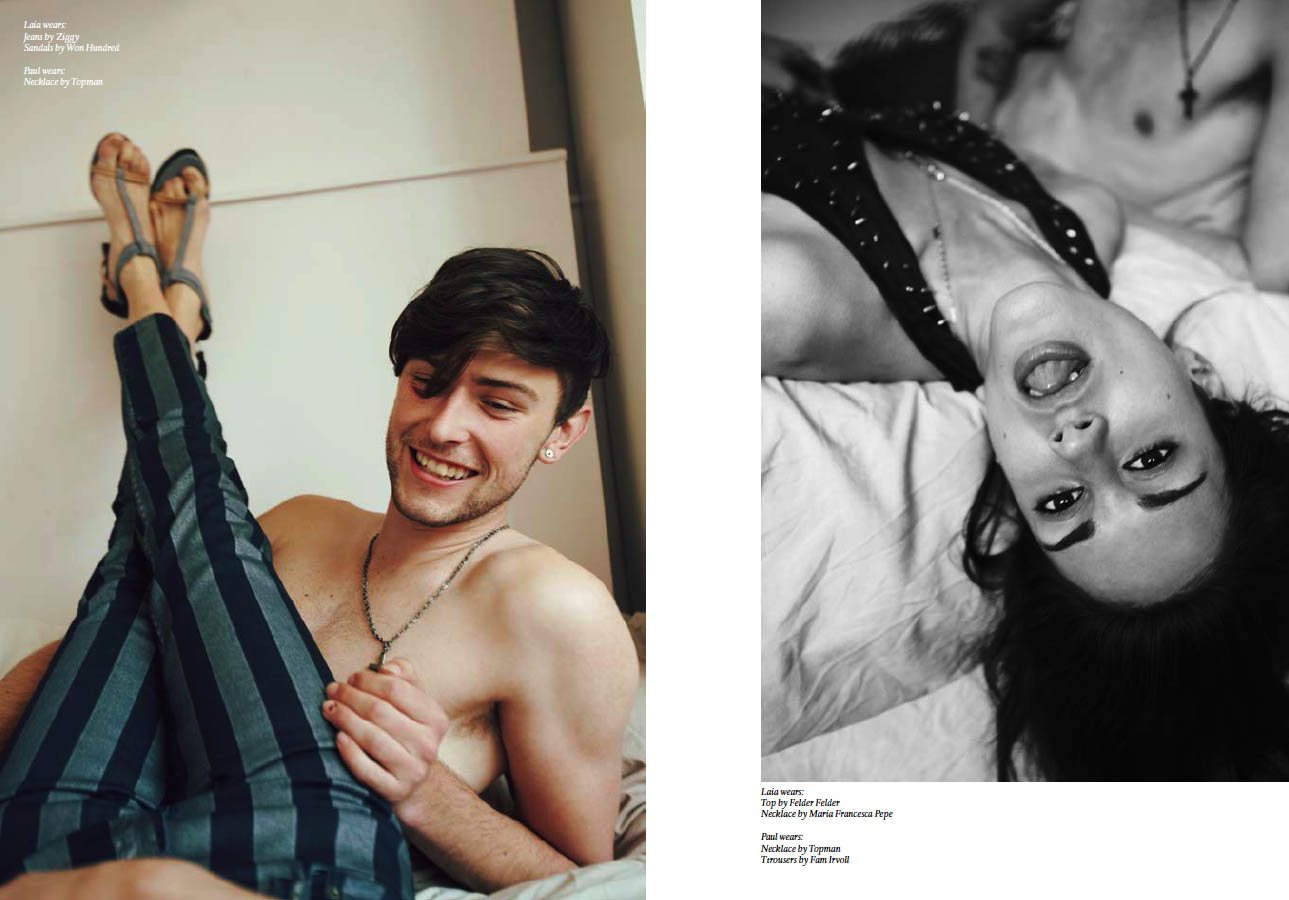 Laia wears:
Jeans by Ziggy
Sandals by Won Hundred
Paul wears:
Necklace by Topman
Laia wears:
Top by Felder Felder
Necklace by Maria Francesca Pepe
Paul wears:
Necklace by Topman
Trousers by Fam Irvoll